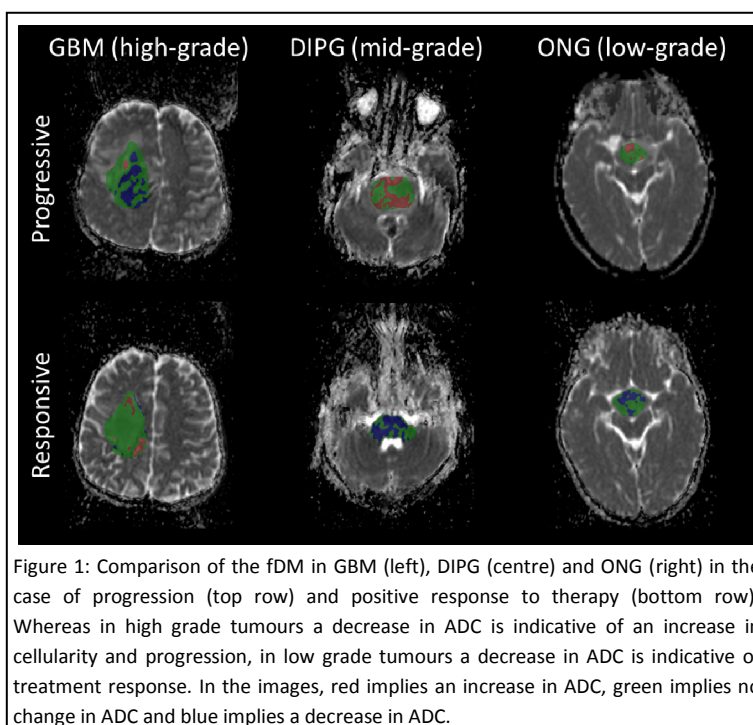 GBM (high-grade) DIPG (mid-grade) ONG (low-grade)
Progressive
Responsive
Figure 1: Comparison of the fDM in GBM (left), DIPG (centre) and ONG (right) in the
case of progression (top row) and positive response to therapy (bottom row)
Whereas in high grade tumours a decrease in ADC is indicative of an increase in
cellularity and progression, in low grade tumours a decrease in ADC is indicative o
treatment response. In the images, red implies an increase in ADC, green implies no
change in ADC and blue implies a decrease in ADC.